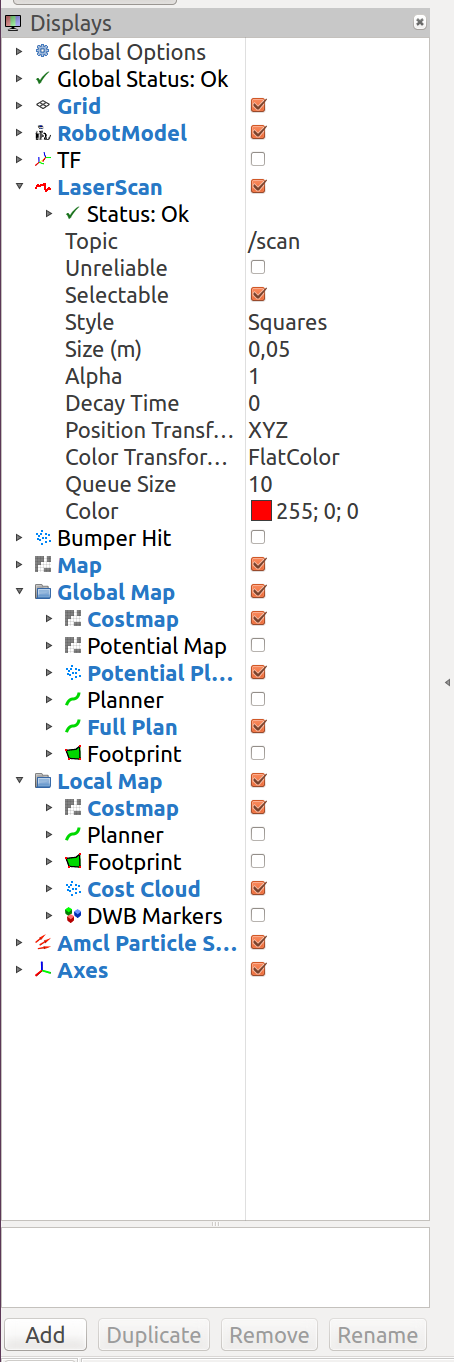 Displays
Global Options
Global Status: Ok
Grid
RobotModel
TF
LaserScan
Status: Ok
Topic /scan
Unreliable
Selectable
Style Squares
Size (m) 0,05
Alpha 1
Decay Time 0
Position Transf... XYZ
Color Transfor... FlatColor
Queue Size 10
Color 255; 0; 0
Bumper Hit
Map
Global Map
Costmap
Potential Map
Potential Pl...
Planner
Full Plan
Footprint
Local Map
Costmap
Planner
Footprint
Cost Cloud
DWB Markers
Amcl Particle S...
Axes
Add Duplicate Remove Rename